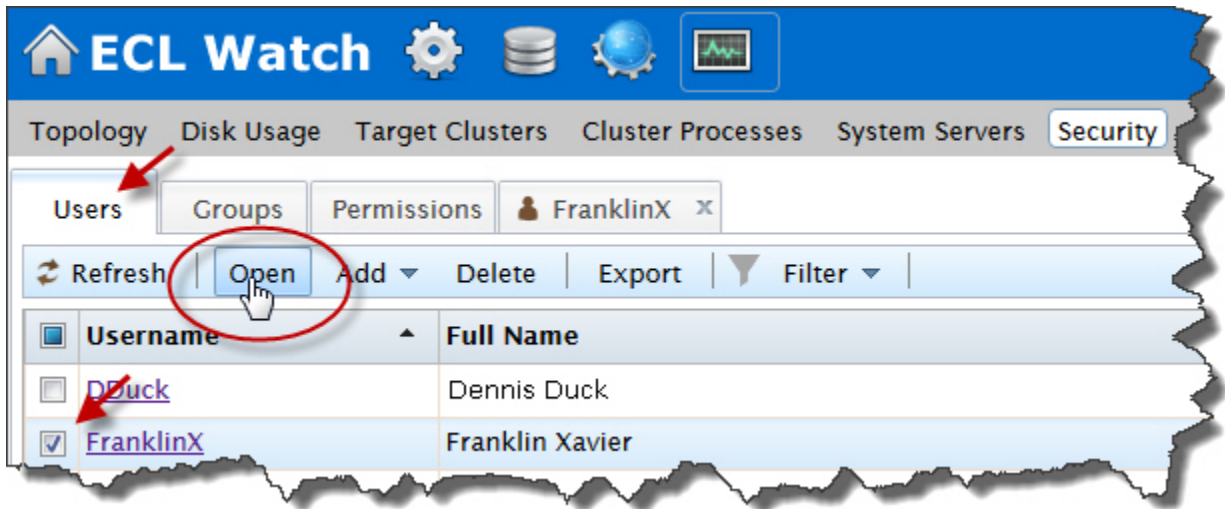 ECL Watch
Topology Disk Usage Target Clusters Cluster Processes System Servers Security
Users Groups Permissions FranklinX x
Refresh Open Add Delete Export Filter
Username Full Name
DDuck Dennis Duck
FranklinX Franklin Xavier